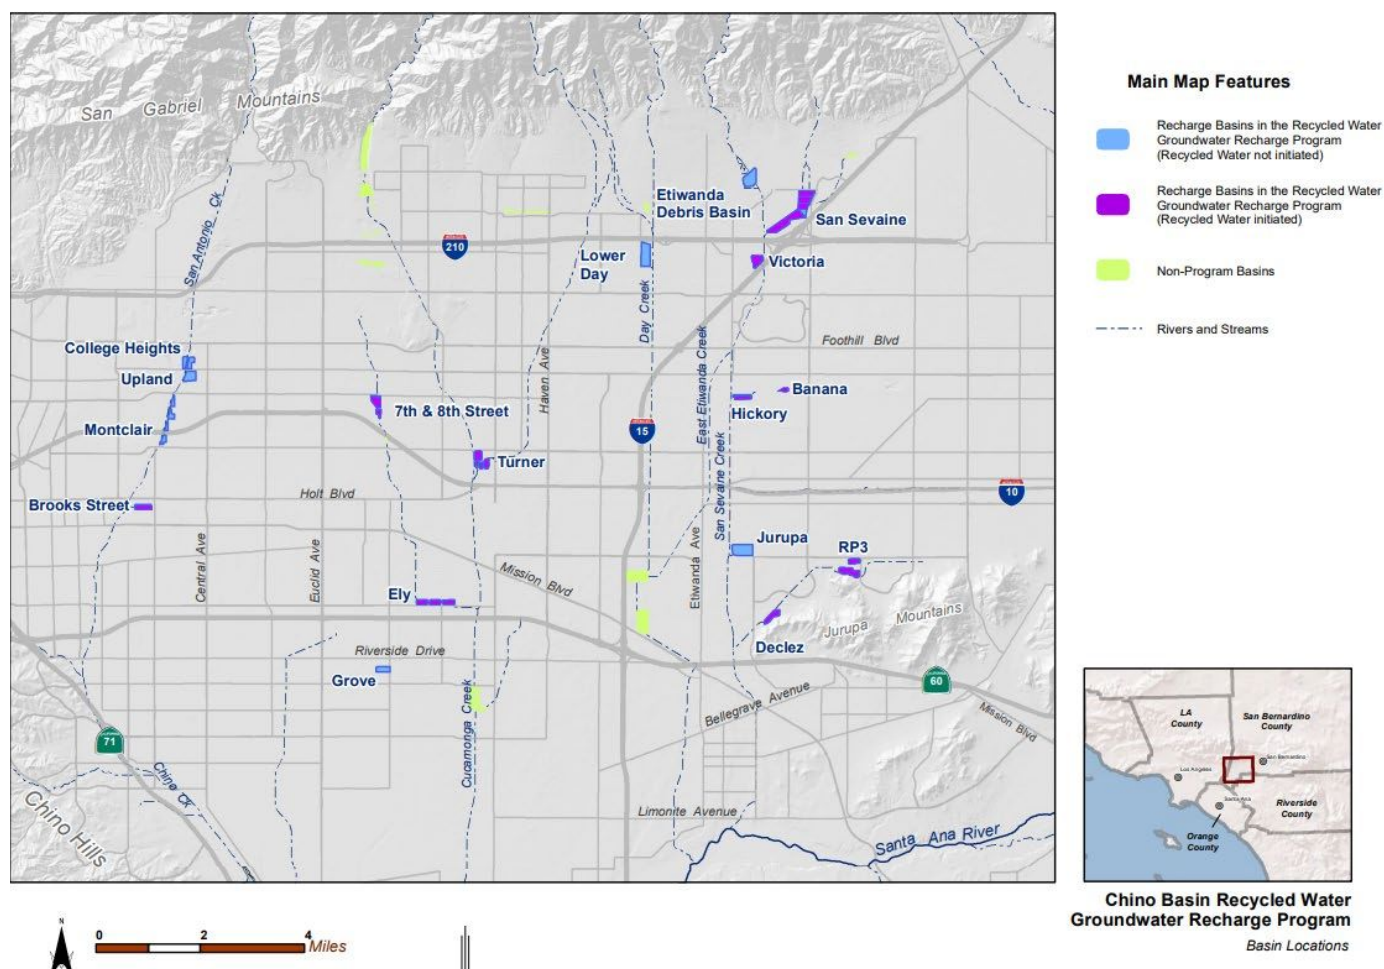 San Gabriel Mountains
San Antonio Ck
210
Etiwanda
Debris Basin
San Sevaine
Lower
Day
Victoria
Day Creek
College Heights
Upland
Montclair
Foothill Blvd
Haven Ave
East Etiwanda Creek
Banana
Hickory
7th & 8th Street
15
San Sevaine Creek
Turner
Brooks Street
Holt Blvd
10
Central Ave
Euclid Ave
Mission Blvd
Etiwanda Ave
Jurupa
RP3
Ely
Jurupa Mountains
Declez
Riverside Drive
Grove
60
Bellegrave Avenue
Mission Blvd
Cucamonga Creek
71
Chino Ck
Chino Hills
Limonite Avenue
Santa Ana River
Main Map Features
Recharge Basins in the Recycled Water
Groundwater Recharge Program
(Recycled Water not initiated)
Recharge Basins in the Recycled Water
Groundwater Recharge Program
(Recycled Water initiated)
Non-Program Basins
Rivers and Streams
LA
County
San Bernardino
County
Los Angeles
San Bernardino
Santa Ana
Riverside
County
Orange
County
Chino Basin Recycled Water
Groundwater Recharge Program
Basin Locations
N
0 2 4
Miles